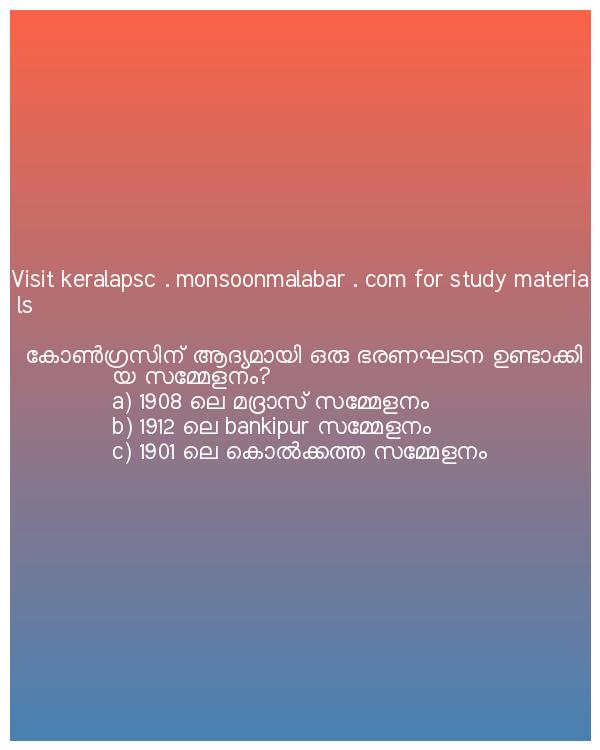 Visit keralapsc . monsoonmalabar . com for study materia
ls
കോൺഗ്രസിന് ആദ്യമായി ഒരു ഭരണഘടന ഉണ്ടാക്കി
യ സമ്മേളനം?
a) 1908 ലെ മദ്രാസ് സമ്മേളനം
b) 1912 ലെ bankipur സമ്മേളനം
c) 1901 ലെ കൊൽക്കത്ത സമ്മേളനം